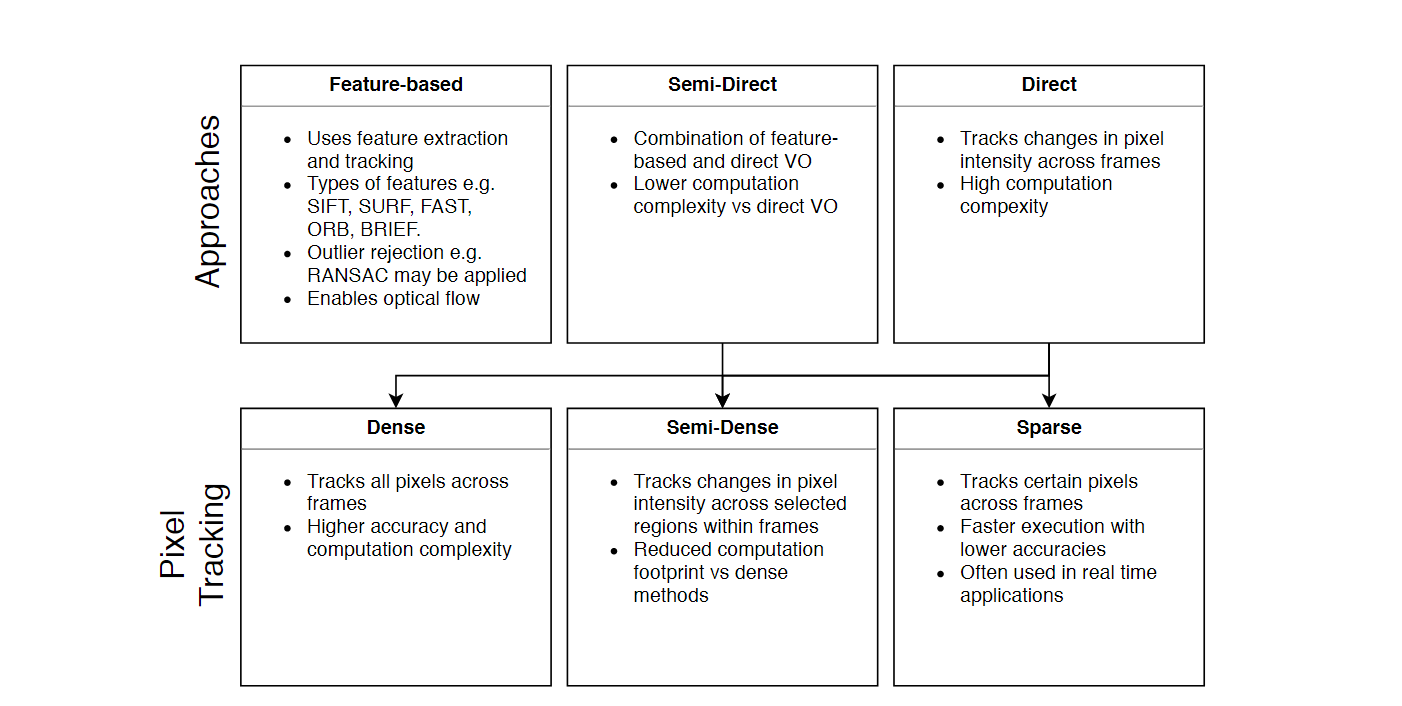 Approaches
Feature-based
Uses feature extraction
and tracking
Types of features e.g.
SIFT, SURF, FAST,
ORB, BRIEF.
Outlier rejection e.g.
RANSAC may be applied
Enables optical flow
Semi-Direct
Combination of feature-
based and direct VO
Lower computation
complexity vs direct VO
Direct
Tracks changes in pixel
intensity across frames
High computation
compexity
Pixel
Tracking
Dense
Tracks all pixels across
frames
Higher accuracy and
computation complexity
Semi-Dense
Tracks changes in pixel
intensity across selected
regions within frames
Reduced computation
footprint vs dense
methods
Sparse
Tracks certain pixels
across frames
Faster execution with
lower accuracies
Often used in real time
applications